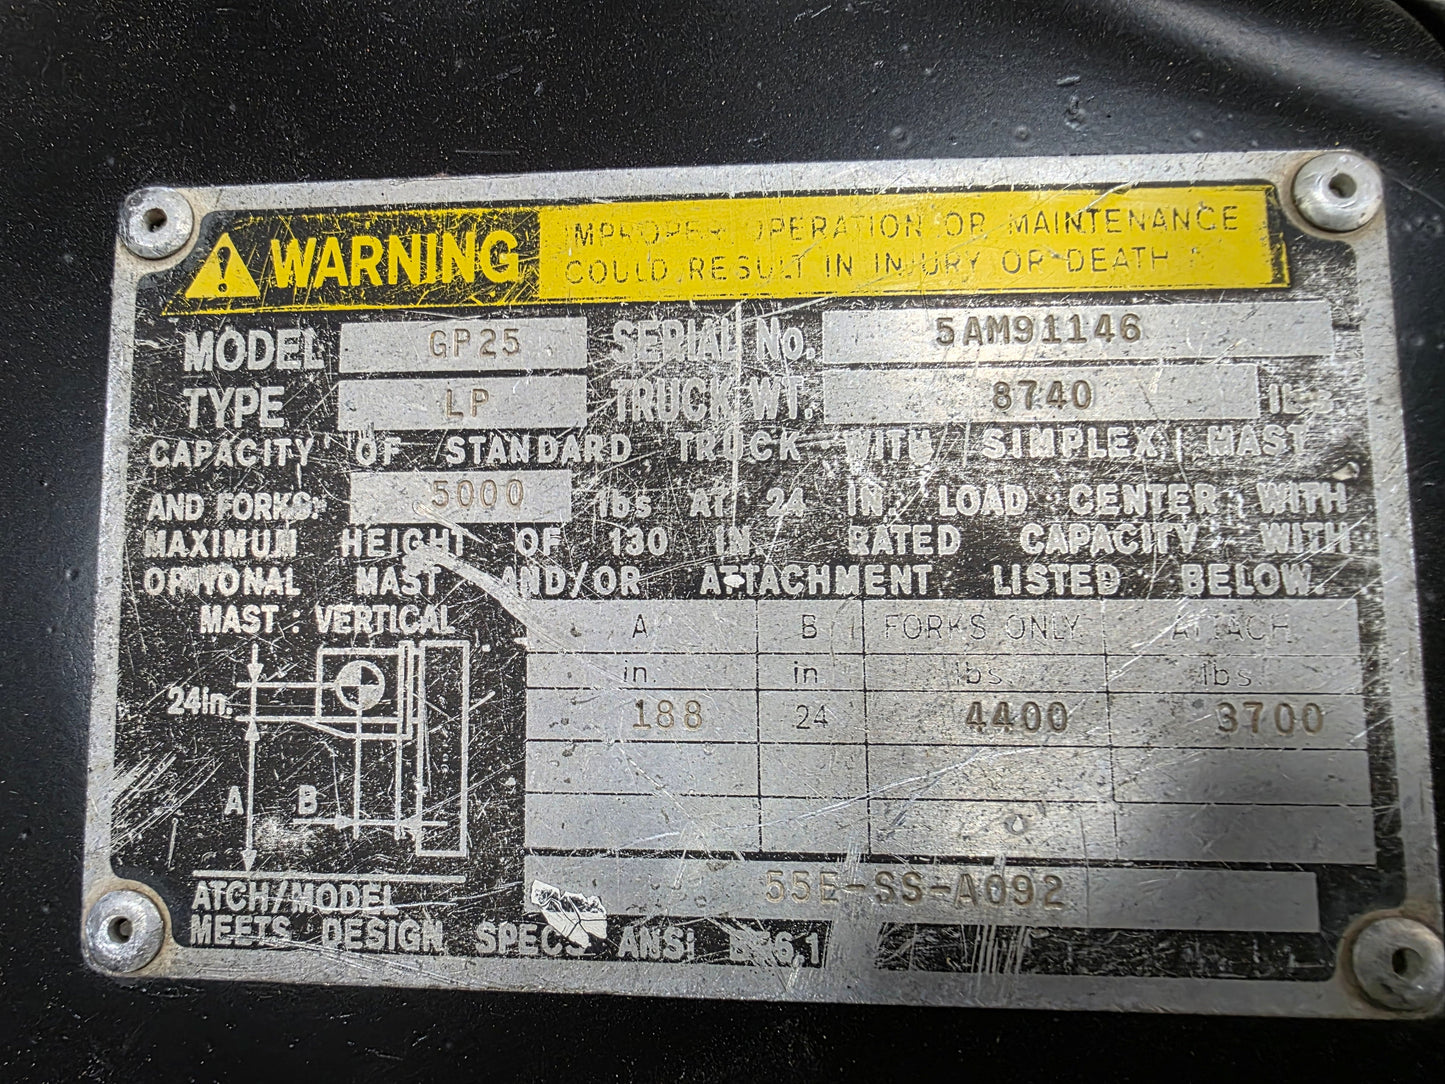 WARNING IMPROPER OPERATION OR MAINTENANCE
COULD RESULT IN INJURY OR DEATH
MODEL GP25 SERIAL No. 5AM91146
TYPE LP TRUCK WT. 8740 lbs
CAPACITY OF STANDARD TRUCK WITH SIMPLEX MAST
AND FORKS: 5000 lbs AT 24 IN. LOAD CENTER WITH
MAXIMUM HEIGHT OF 130 IN. RATED CAPACITY WITH
OPTIONAL MAST AND/OR ATTACHMENT LISTED BELOW.
MAST : VERTICAL
24in.
A B
A B FORKS ONLY ATTACH
in. in lbs. lbs
188 24 4400 3700
ATCH/MODEL 55E-SS-A092
MEETS DESIGN SPECS ANSI B56.1